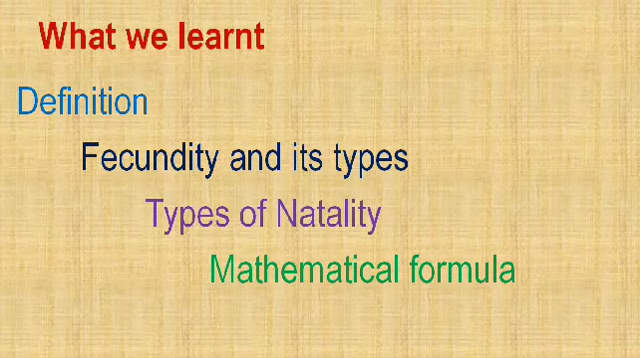 What we learnt
Definition
Fecundity and its types
Types of Natality
Mathematical formula